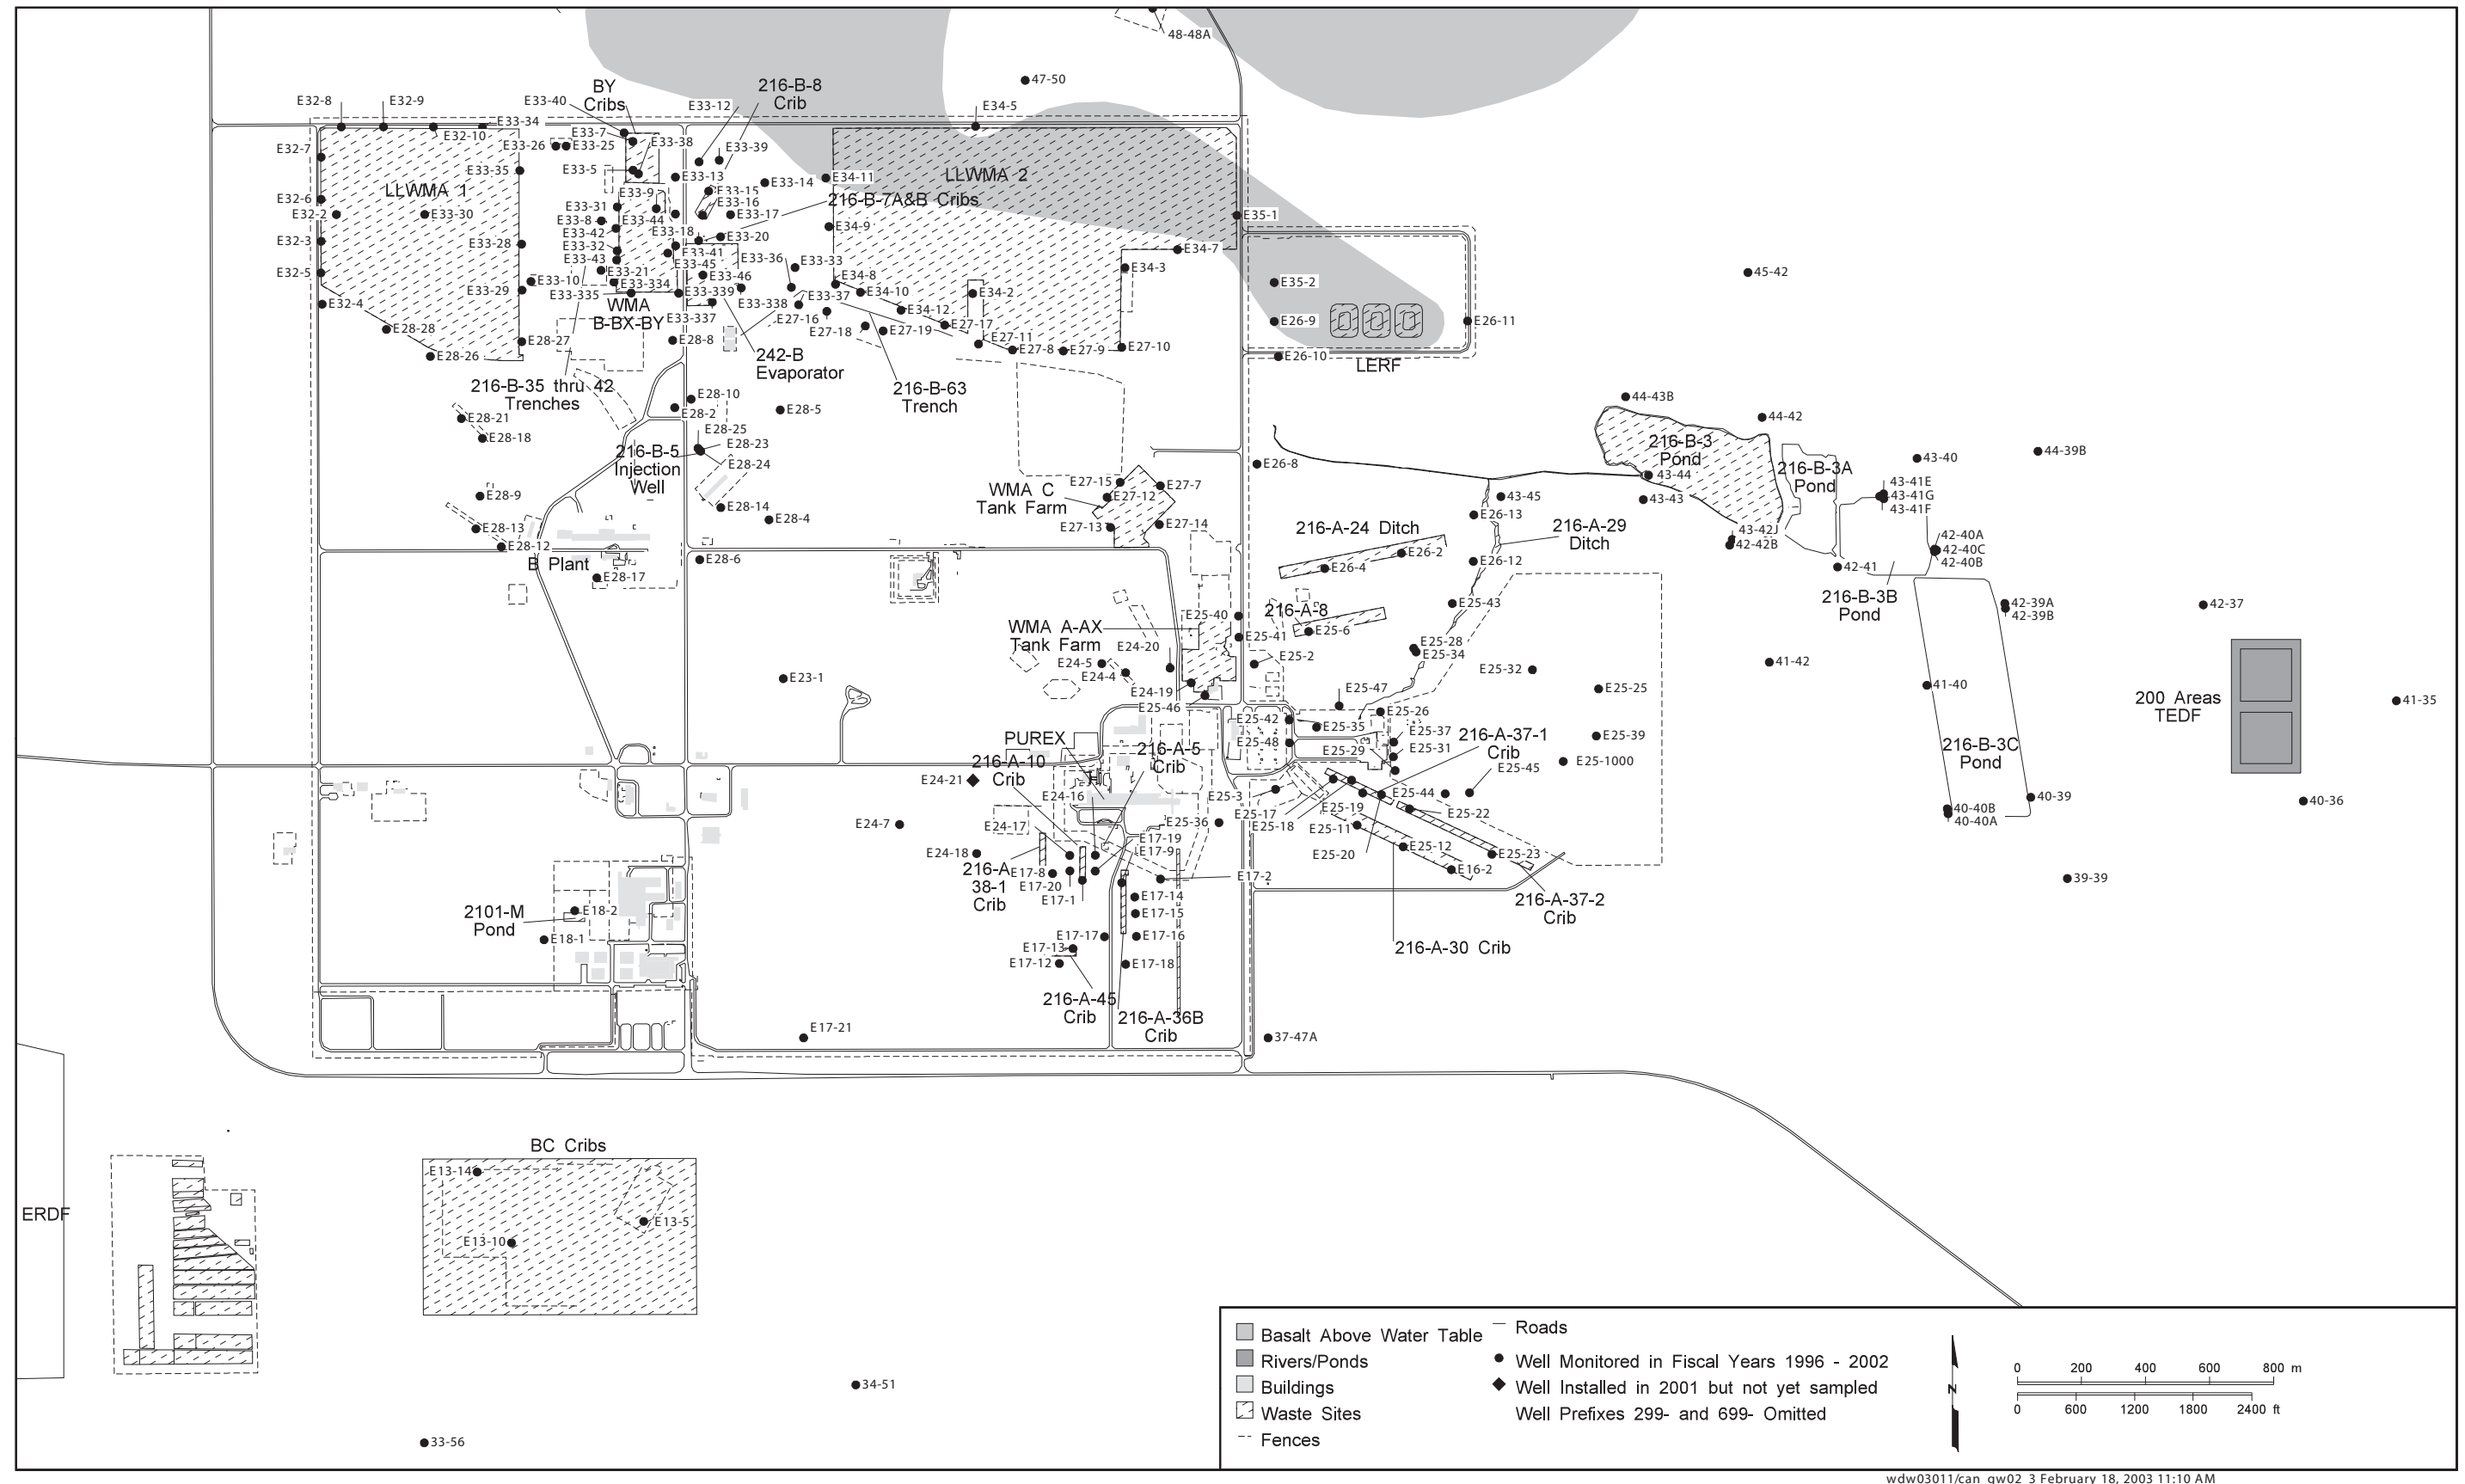 48-48A
47-50
BY
Cribs
216-B-8
Crib
E32-8
E32-9
E33-40
E33-12
E34-5
E33-34
E32-10
E33-7
E33-38
E33-39
E33-26
E33-25
E32-7
E33-5
E33-35
E33-13
E33-14
E34-11
LLWMA 1
LLWMA 2
E33-9
E33-15
E33-16
216-B-7A&B Cribs
E32-6
E32-2
E33-30
E33-31
E33-8
E33-44
E33-17
E35-1
E33-42
E33-18
E33-20
E34-9
E32-3
E33-28
E33-32
E33-41
E33-43
E33-45
E33-36
E33-33
E34-7
E34-3
E32-5
E33-10
E33-21
E33-46
E34-8
E35-2
45-42
E33-29
E33-335
E33-334
E33-339
E33-338
E33-37
E34-10
E34-2
E32-4
WMA
B-BX-BY
E33-337
E27-16
E34-12
E28-28
E27-18
E27-19
E27-17
E26-9
E26-11
E28-27
E28-8
E27-11
E27-8
E27-9
E27-10
E28-26
E26-10
LERF
242-B
Evaporator
216-B-35 thru 42
Trenches
216-B-63
Trench
E28-10
E28-2
E28-5
44-43B
44-42
E28-21
E28-18
E28-25
E28-23
E28-24
216-B-5
Injection
Well
216-B-3
Pond
44-39B
43-40
E26-8
43-44
216-B-3A
Pond
E27-15
E27-7
WMA C
Tank Farm
E27-12
E28-9
43-45
43-43
43-41E
43-41G
43-41F
E28-14
E28-4
E27-13
E27-14
E26-13
E28-13
216-A-24 Ditch
216-A-29
Ditch
43-42J
42-42B
42-40A
42-40C
42-40B
E28-12
E28-6
E26-2
E26-4
E26-12
42-41
B Plant
E28-17
216-B-3B
Pond
E25-40
216-A-8
E25-43
42-39A
42-39B
42-37
WMA A-AX
Tank Farm
E25-41
E25-6
E24-20
E25-28
E25-34
E24-5
E24-4
E25-2
E25-32
41-42
E23-1
E24-19
E25-47
E25-25
41-40
41-35
E25-46
E25-42
E25-35
E25-26
E25-37
200 Areas
TEDF
PUREX
E25-48
E25-29
E25-31
216-A-37-1
Crib
E25-39
216-B-3C
Pond
216-A-10
Crib
216-A-5
Crib
E25-45
E25-1000
E24-21
E24-16
E25-3
E25-44
40-39
40-36
E25-17
E25-19
E25-22
40-40B
40-40A
E24-7
E24-17
E25-36
E25-18
E25-11
E17-19
E17-9
E24-18
E25-12
E25-20
E25-23
216-A
38-1
Crib
E17-8
E17-20
E17-1
E17-2
E16-2
39-39
E17-14
216-A-37-2
Crib
2101-M
Pond
E18-2
E17-15
E18-1
E17-17
E17-16
E17-13
E17-12
E17-18
216-A-30 Crib
216-A-45
Crib
216-A-36B
Crib
E17-21
37-47A
BC Cribs
E13-14
ERDF
E13-5
E13-10
34-51
33-56
Basalt Above Water Table
Rivers/Ponds
Buildings
Waste Sites
Fences
Roads
Well Monitored in Fiscal Years 1996 - 2002
Well Installed in 2001 but not yet sampled
Well Prefixes 299- and 699- Omitted
N
0 200 400 600 800 m
0 600 1200 1800 2400 ft
wdw03011/can_gw02_3 February 18, 2003 11:10 AM